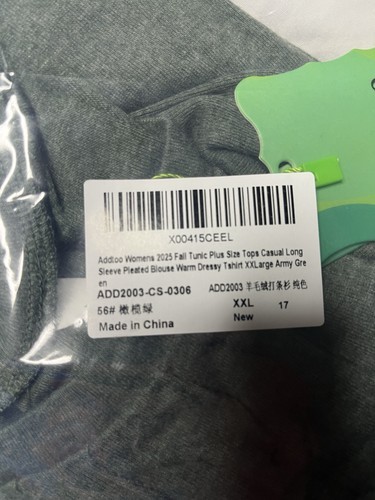 X00415CEEL
Addtoo Womens 2025 Fall Tunic Plus Size Tops Casual Long
Sleeve Pleated Blouse Warm Dressy Tshirt XXLarge Army Gre
en
ADD2003-CS-0306 ADD2003 羊毛绒打条衫 纯色
56# 橄榄绿 XXL 17
Made in China New